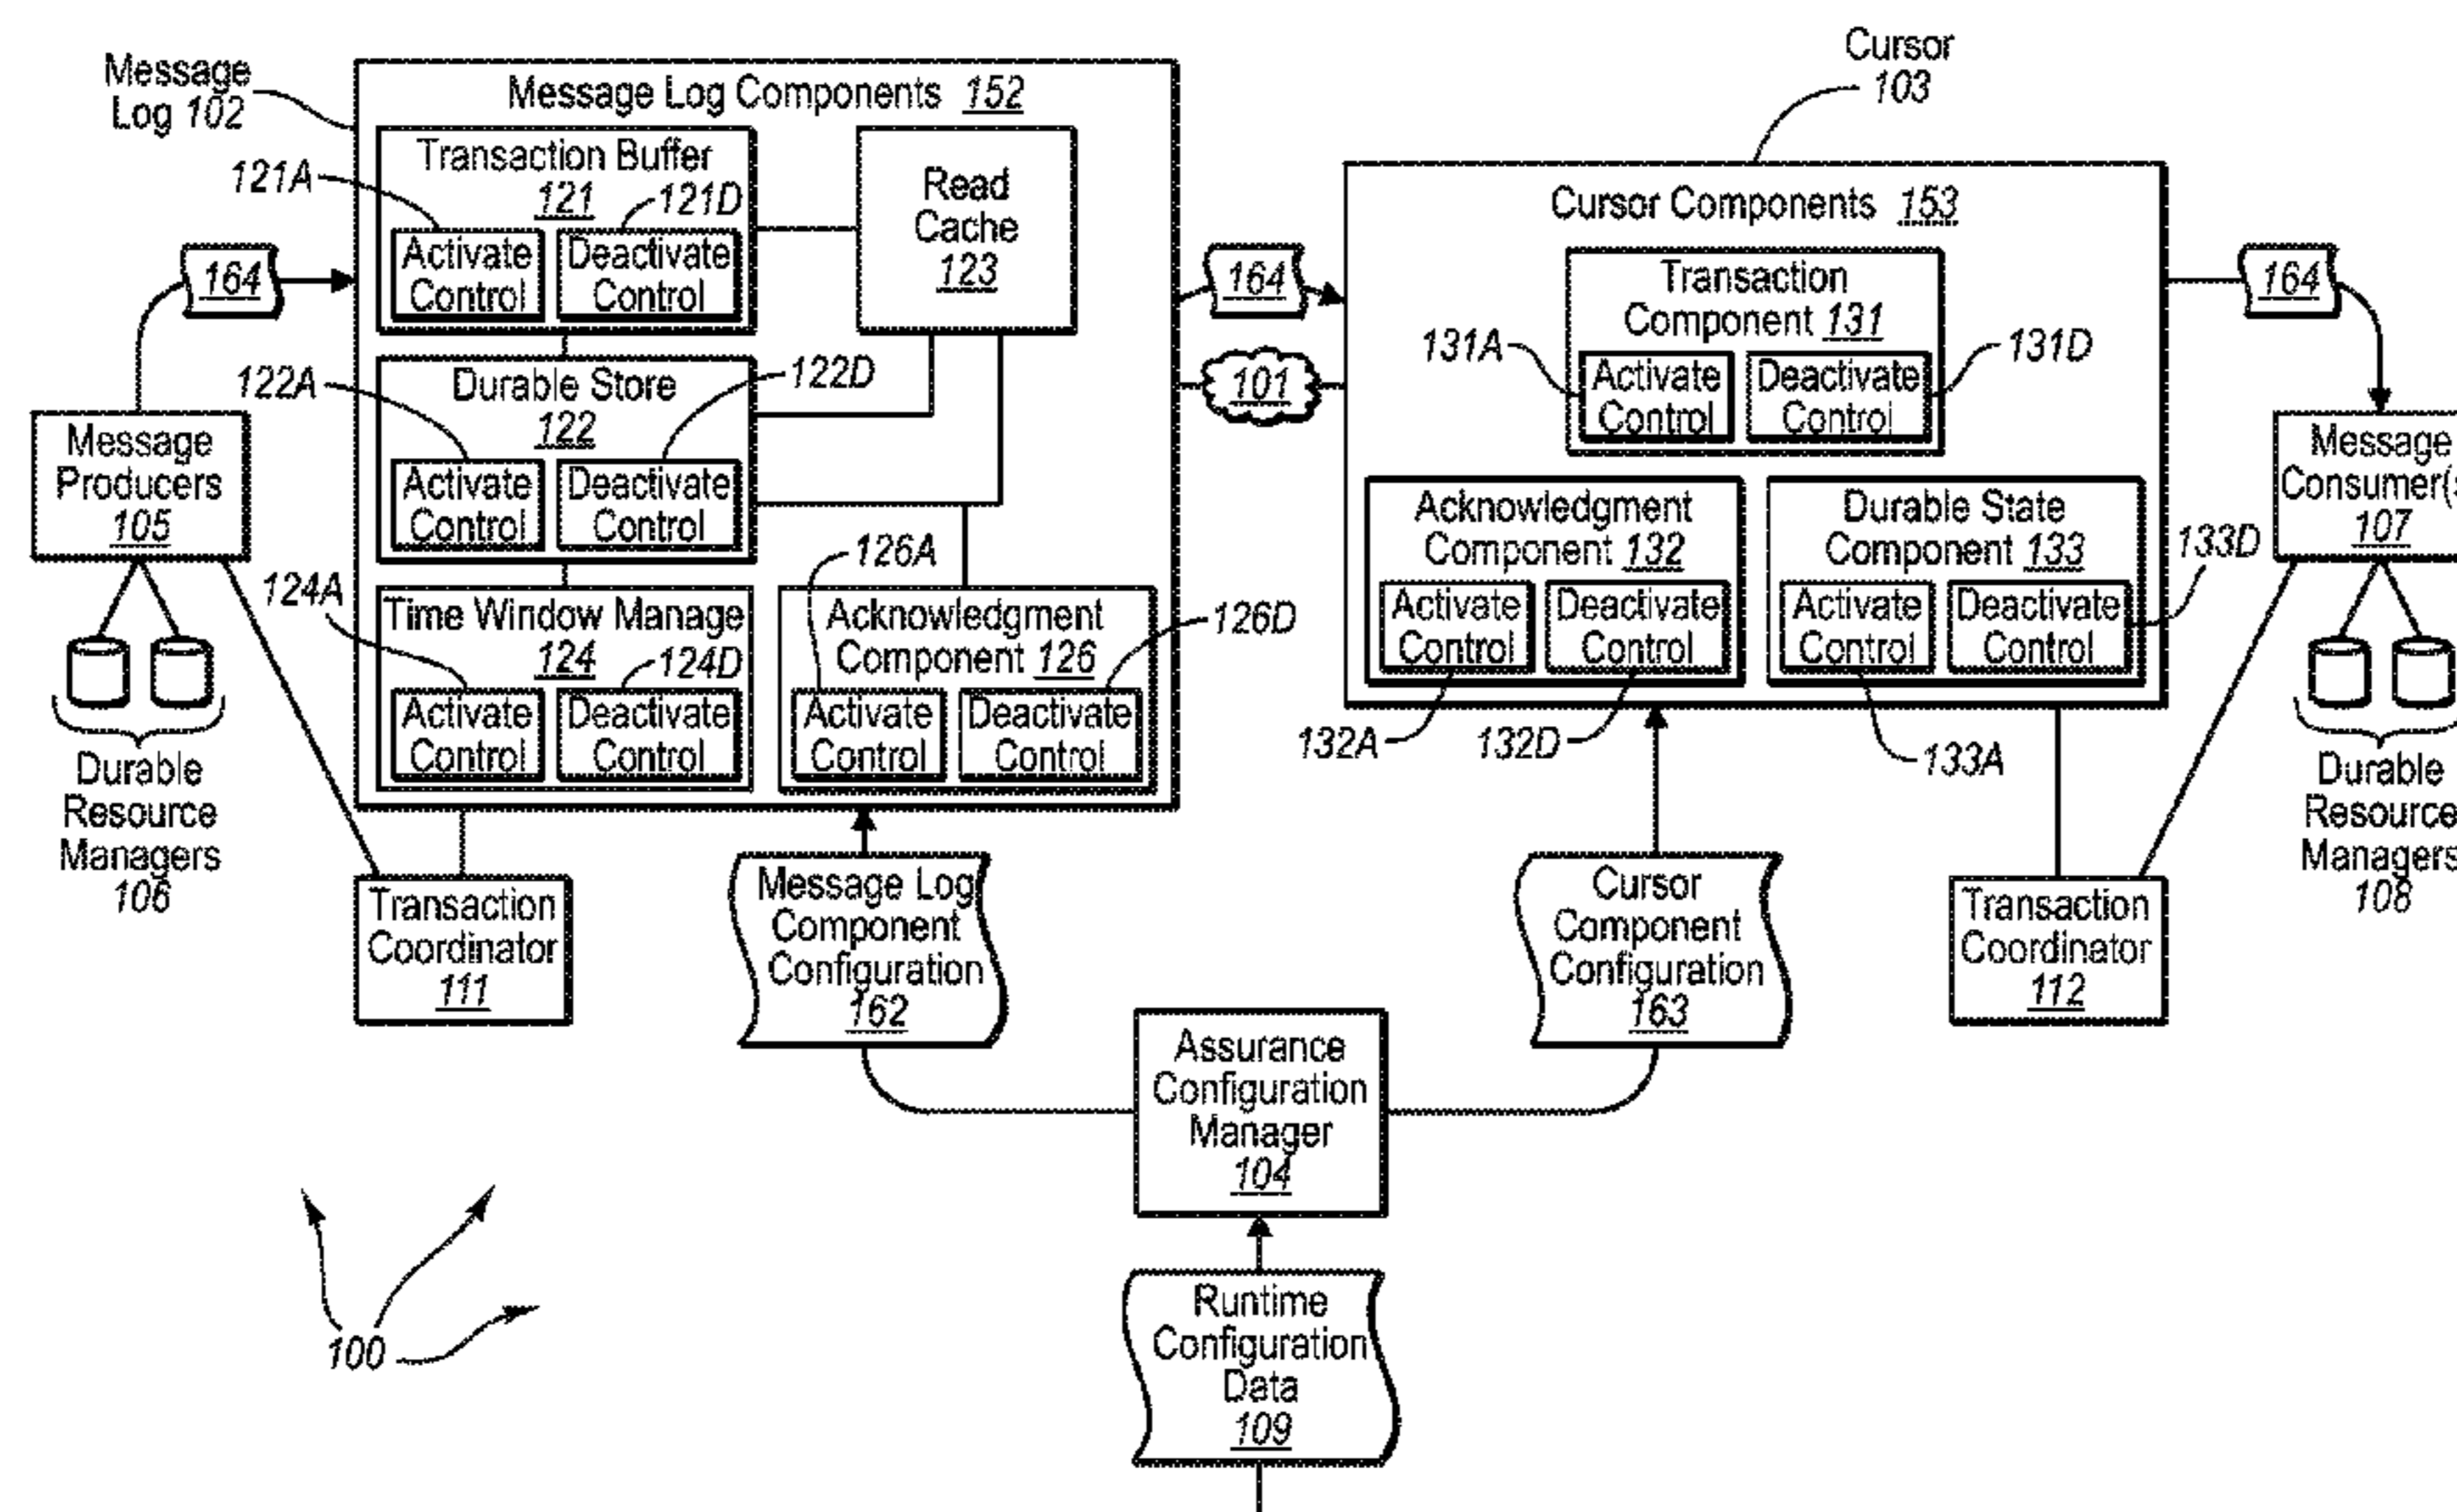 Cursor
103
Message
Log 102
Message Log Components 152
Transaction Buffer
121
121A
121D
Activate
Control
Deactivate
Control
Read
Cache
123
164
164
Cursor Components 153
Transaction
Component 131
131A
131D
Activate
Control
Deactivate
Control
164
122A
Durable Store
122
122D
Activate
Control
Deactivate
Control
101
Message
Producers
105
Message
Consumer(s
107
Acknowledgment
Component 132
Activate
Control
Deactivate
Control
Durable State
Component 133
133D
Activate
Control
Deactivate
Control
124A
Time Window Manage
124
124D
Activate
Control
Deactivate
Control
126A
Acknowledgment
Component 126
126D
Activate
Control
Deactivate
Control
132A
132D
133A
Durable
Resource
Managers
106
Durable
Resource
Managers
108
Transaction
Coordinator
111
Message Log
Component
Configuration
162
Cursor
Component
Configuration
163
Transaction
Coordinator
112
Assurance
Configuration
Manager
104
100
Runtime
Configuration
Data
109